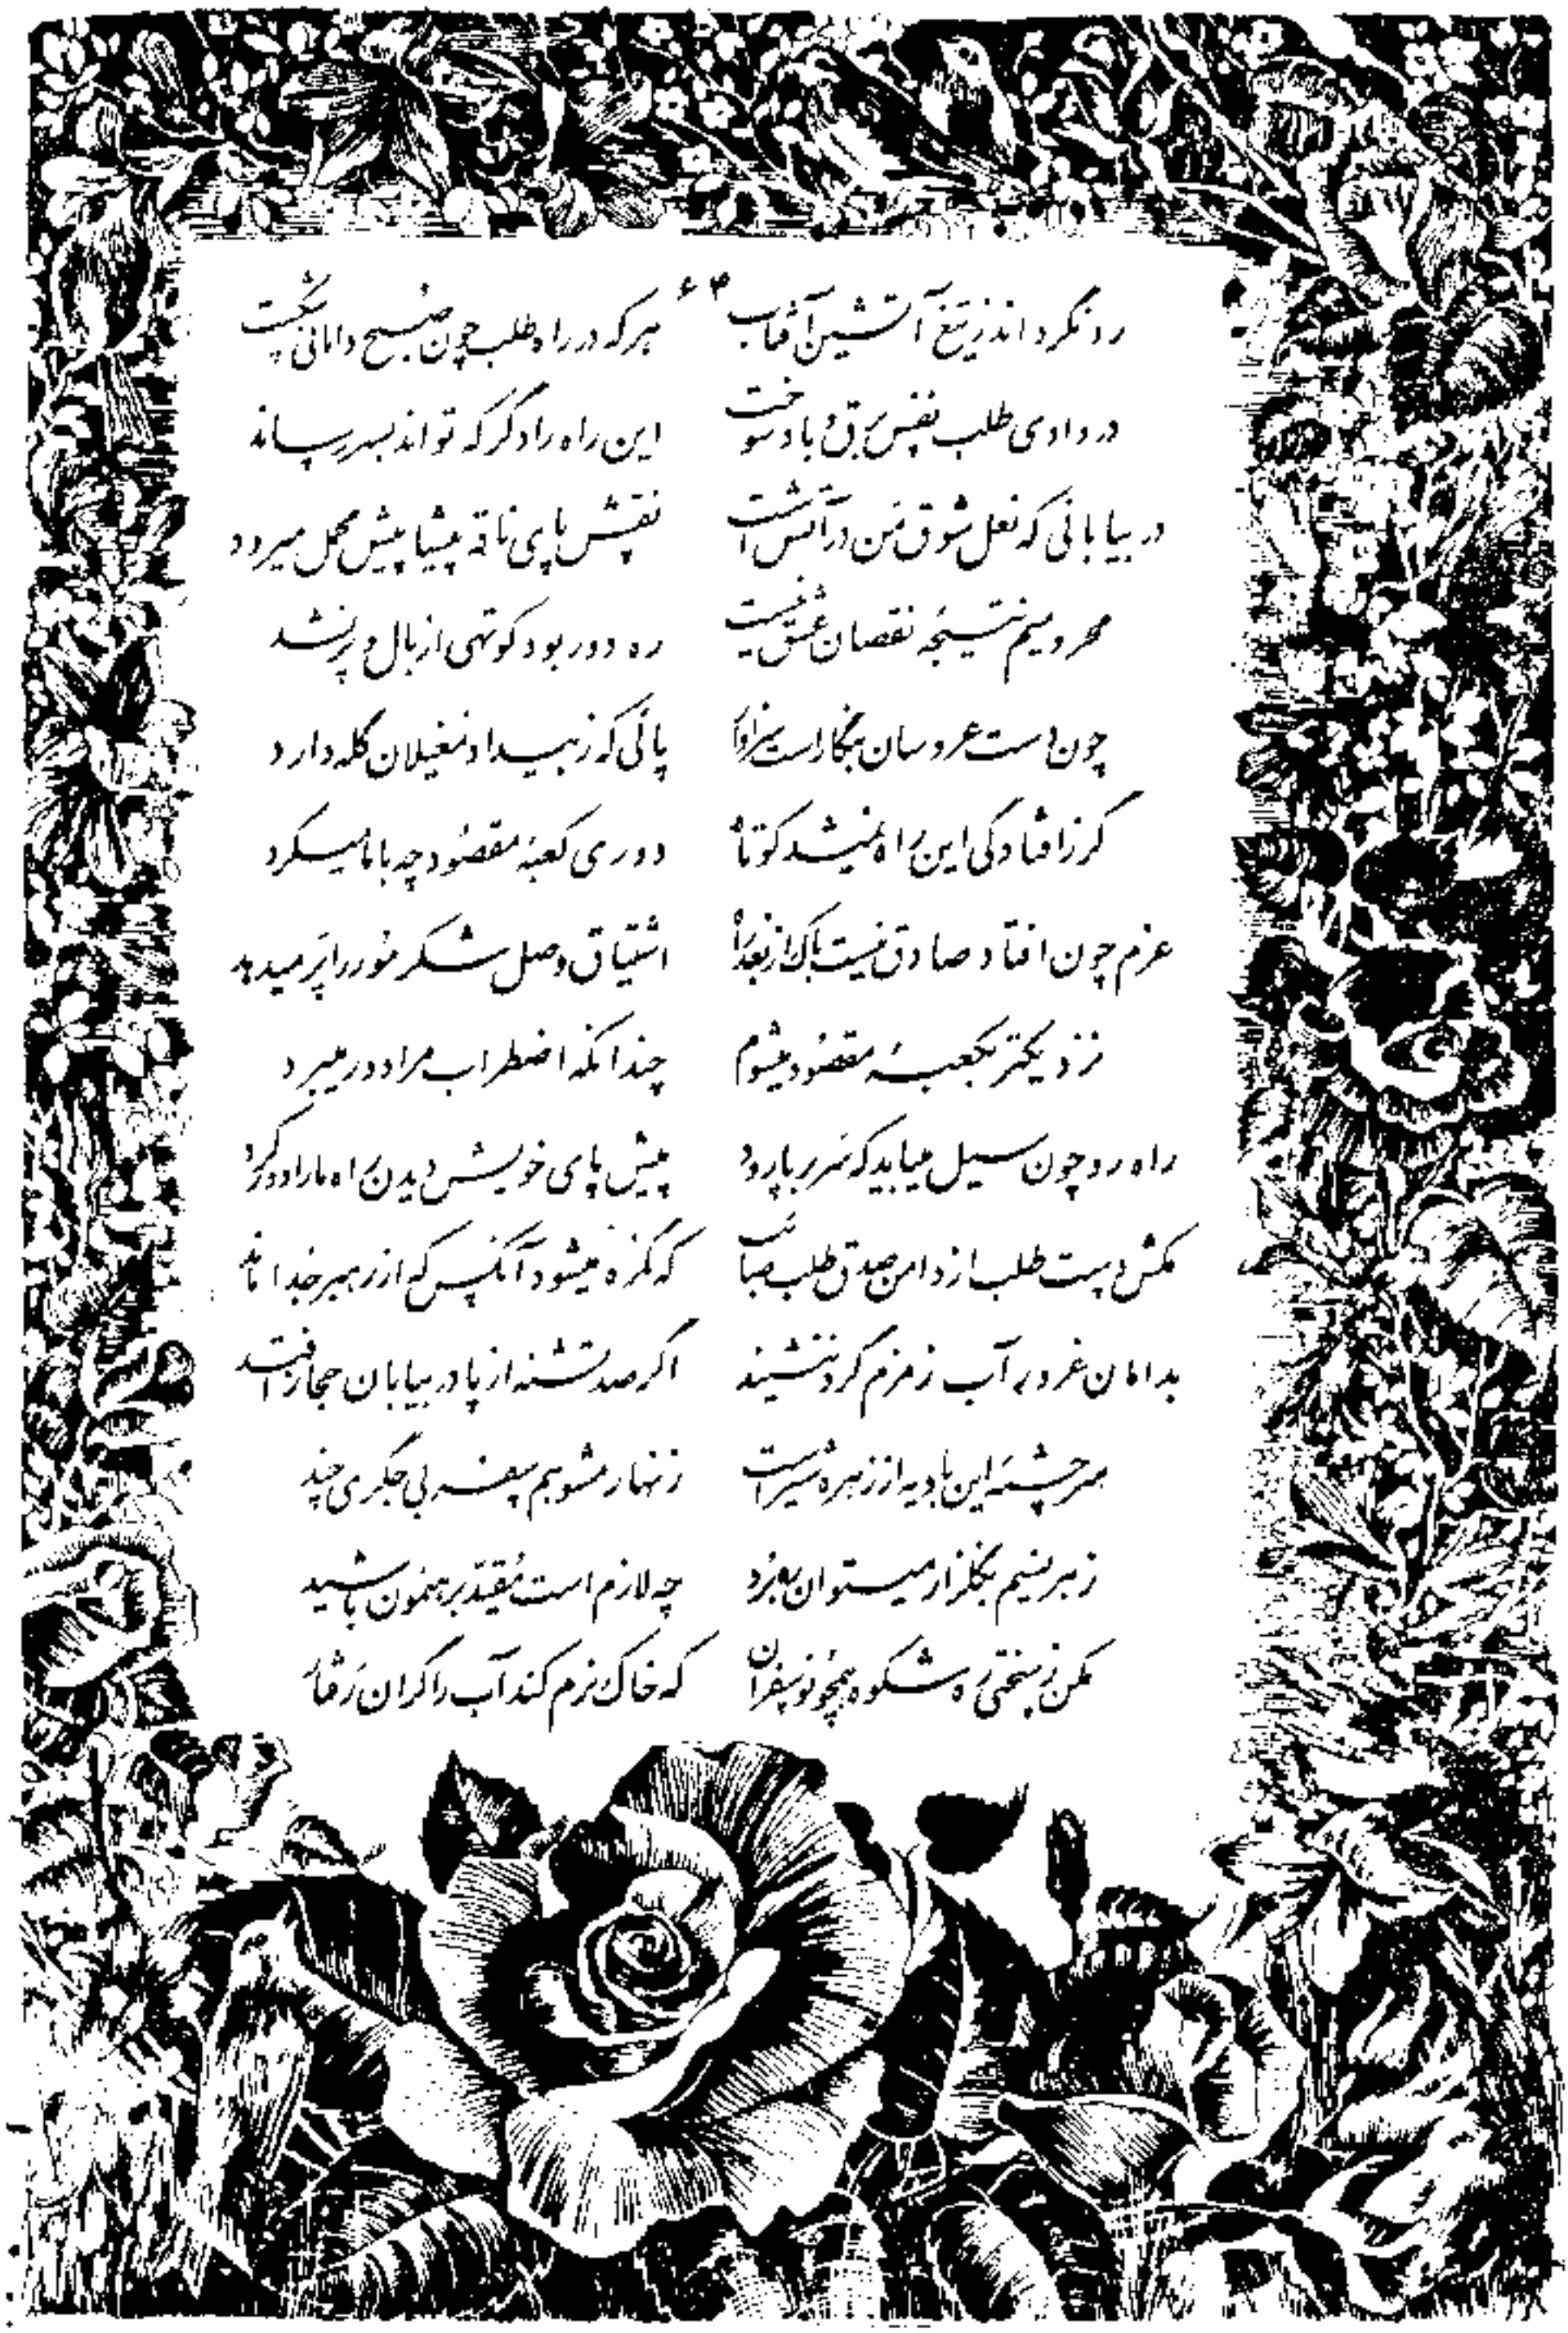 ۶۳
رو نگرداند ز تیغ آتشین آفتاب هر که در راه طلب چون صبح دامانی شکست
در وادی طلب نفس برق و باد سوخت این راه را دگر که تواند بسر رساند
در بیابانی که نعل شوق من در آتش است نقش پای ناقه پیشاپیش محمل میرود
محرومیم نتیجه نقصان عشق نیست ره دور بود کوتهی از بال و پر نشد
چون دست عروسان بنگار است سزاوار پائی که ز بیداد مغیلان گله دارد
گر ز افتادگی این راه نمیشد کوتاه دوری کعبهٔ مقصود چه با ما میکرد
عزم چون افتاد صادق نیست باک از بعد راه اشتیاق وصل شکر مور را پر میدهد
نزدیکتر بکعبهٔ مقصود میشوم چندانکه اضطراب مرا دور میبرد
راه رو چون سیل میباید که سر بر پا رود پیش پای خویش دیدن راه ما را دور کرد
مکش دست طلب از دامن صدق طلب صائب که گمره میشود آنکس که از رهبر جدا ماند
بدامان غرور آب زمزم گرد ننشیند اگر صد تشنه از پا در بیابان حجاز افتد
سرچشمهٔ این بادیه از زهرهٔ شیر است زنهار مشو همسفر بی جگری چند
ز هر نسیم بگلزار میتوان ره برد چه لازم است مقید برهنمون باشید
مکن ز سختی ره شکوه همچو نوسفران که خاک نرم کند آب را گران رفتار